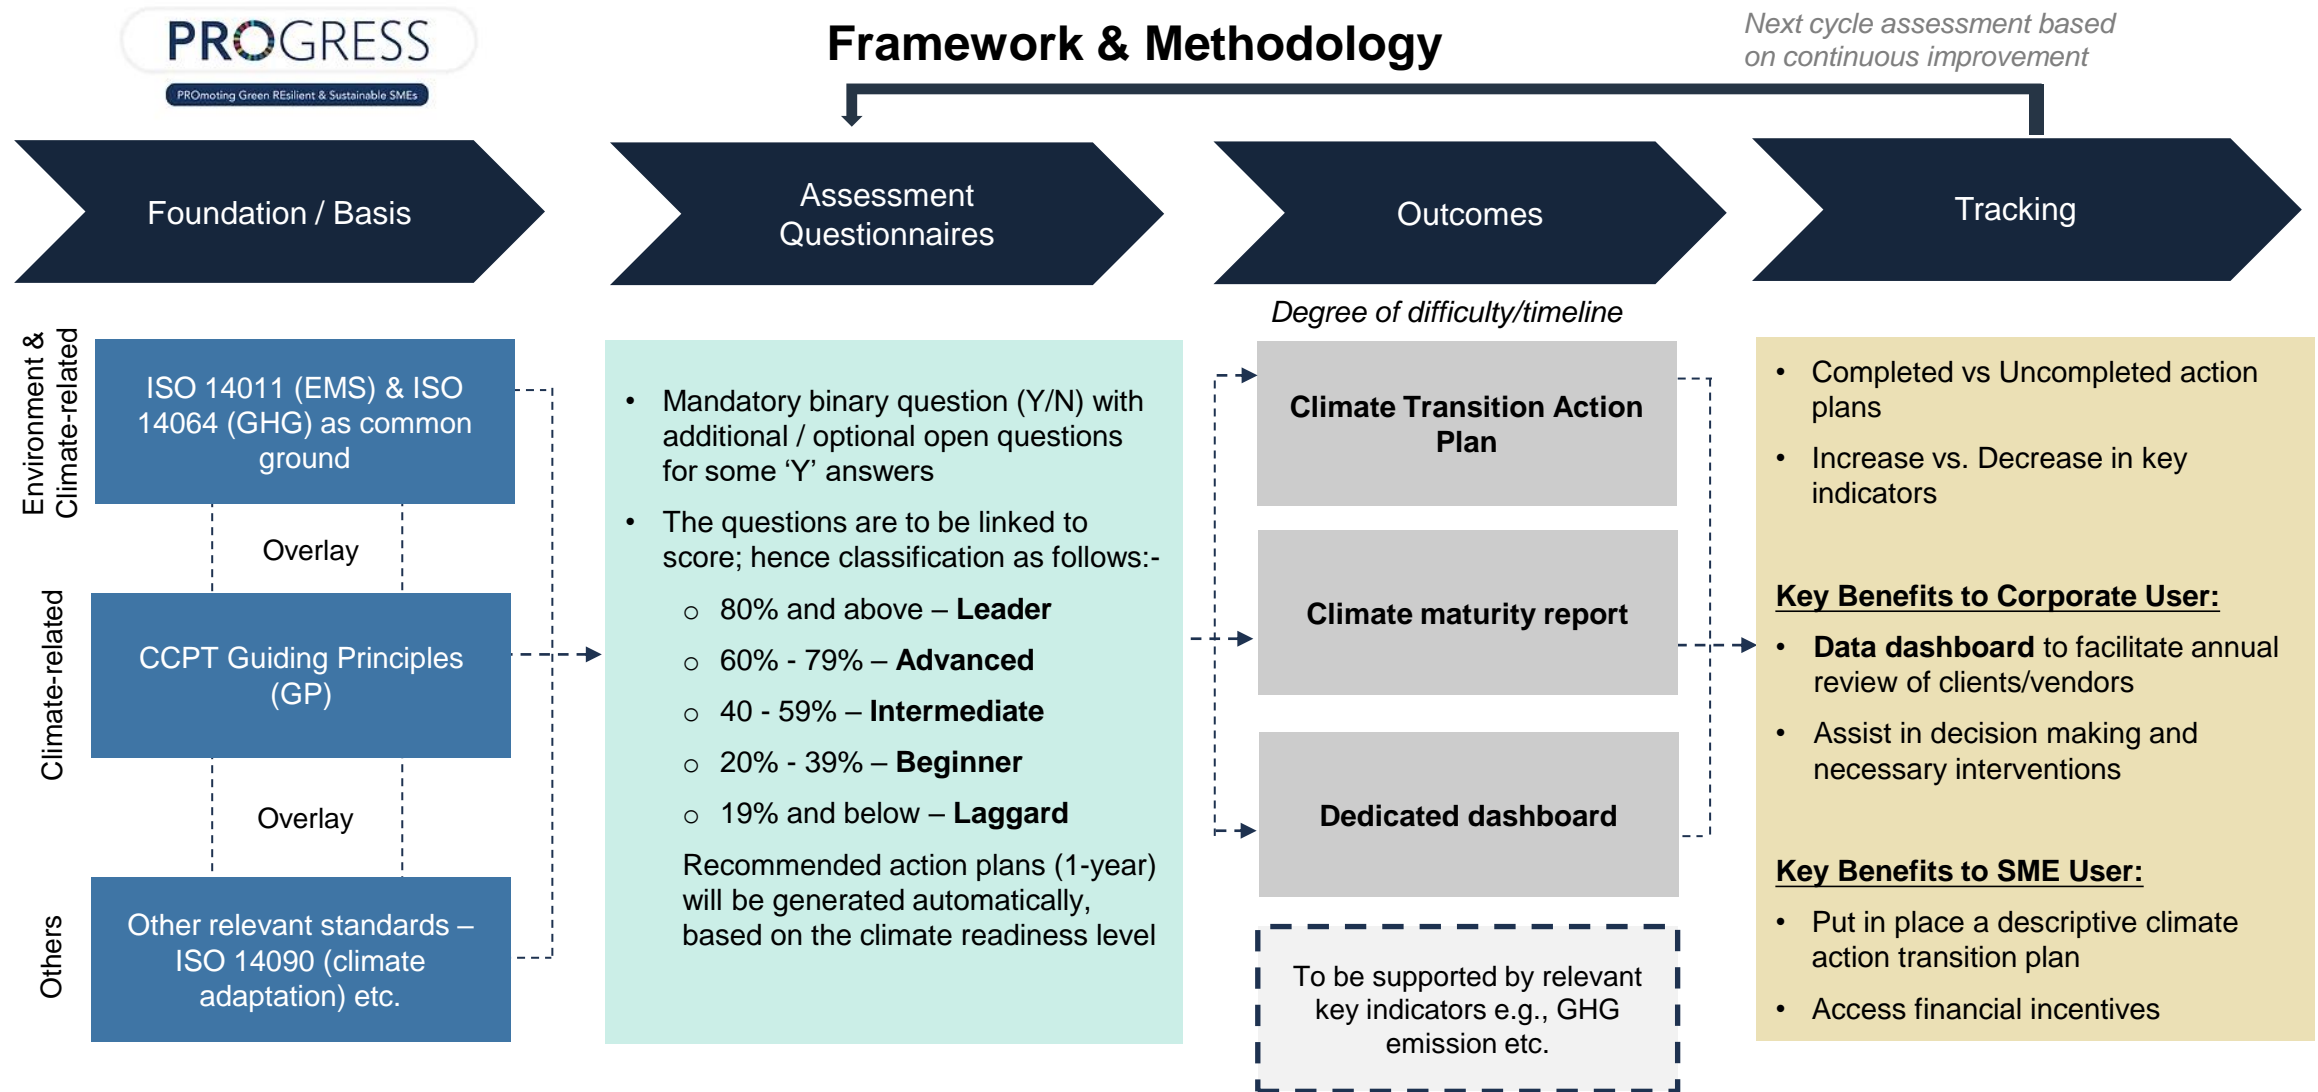 PROGRESS
PROmoting Green REsilient & Sustainable SMEs
Framework & Methodology
Next cycle assessment based
on continuous improvement
Foundation / Basis
Assessment
Questionnaires
Outcomes
Tracking
Environment &
Climate-related
ISO 14011 (EMS) & ISO
14064 (GHG) as common
ground
Overlay
Climate-related
CCPT Guiding Principles
(GP)
Overlay
Others
Other relevant standards –
ISO 14090 (climate
adaptation) etc.
• Mandatory binary question (Y/N) with
additional / optional open questions
for some ‘Y’ answers
• The questions are to be linked to
score; hence classification as follows:-
o 80% and above – Leader
o 60% - 79% – Advanced
o 40 - 59% – Intermediate
o 20% - 39% – Beginner
o 19% and below – Laggard
Recommended action plans (1-year)
will be generated automatically,
based on the climate readiness level
Degree of difficulty/timeline
Climate Transition Action
Plan
Climate maturity report
Dedicated dashboard
To be supported by relevant
key indicators e.g., GHG
emission etc.
• Completed vs Uncompleted action
plans
• Increase vs. Decrease in key
indicators
Key Benefits to Corporate User:
• Data dashboard to facilitate annual
review of clients/vendors
• Assist in decision making and
necessary interventions
Key Benefits to SME User:
• Put in place a descriptive climate
action transition plan
• Access financial incentives